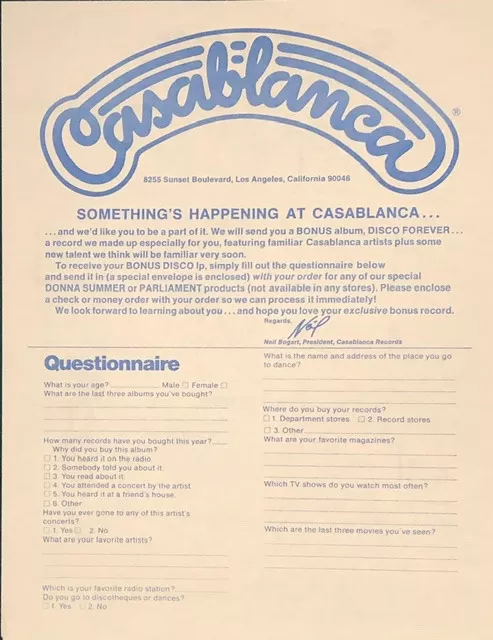 Casablanca ®
8255 Sunset Boulevard, Los Angeles, California 90046
SOMETHING'S HAPPENING AT CASABLANCA...
...and we'd like you to be a part of it. We will send you a BONUS album, DISCO FOREVER...
a record we made up especially for you, featuring familiar Casablanca artists plus some
new talent we think will be familiar very soon.
To receive your BONUS DISCO lp, simply fill out the questionnaire below
and send it in (a special envelope is enclosed) with your order for any of our special
DONNA SUMMER or PARLIAMENT products (not available in any stores). Please enclose
a check or money order with your order so we can process it immediately!
We look forward to learning about you...and hope you love your exclusive bonus record.
Regards,
Neil
Neil Bogart, President, Casablanca Records
Questionnaire
What is your age? Male □ Female □
What are the last three albums you've bought?
How many records have you bought this year?
Why did you buy this album?
□ 1. You heard it on the radio
□ 2. Somebody told you about it.
□ 3. You read about it.
□ 4. You attended a concert by the artist
□ 5. You heard it at a friend's house.
□ 6. Other
Have you ever gone to any of this artist's
concerts?
□ 1. Yes □ 2. No
What are your favorite artists?
Which is your favorite radio station?
Do you go to discotheques or dances?
□ 1. Yes □ 2. No
What is the name and address of the place you go
to dance?
Where do you buy your records?
□ 1. Department stores □ 2. Record stores
□ 3. Other
What are your favorite magazines?
Which TV shows do you watch most often?
Which are the last three movies you've seen?